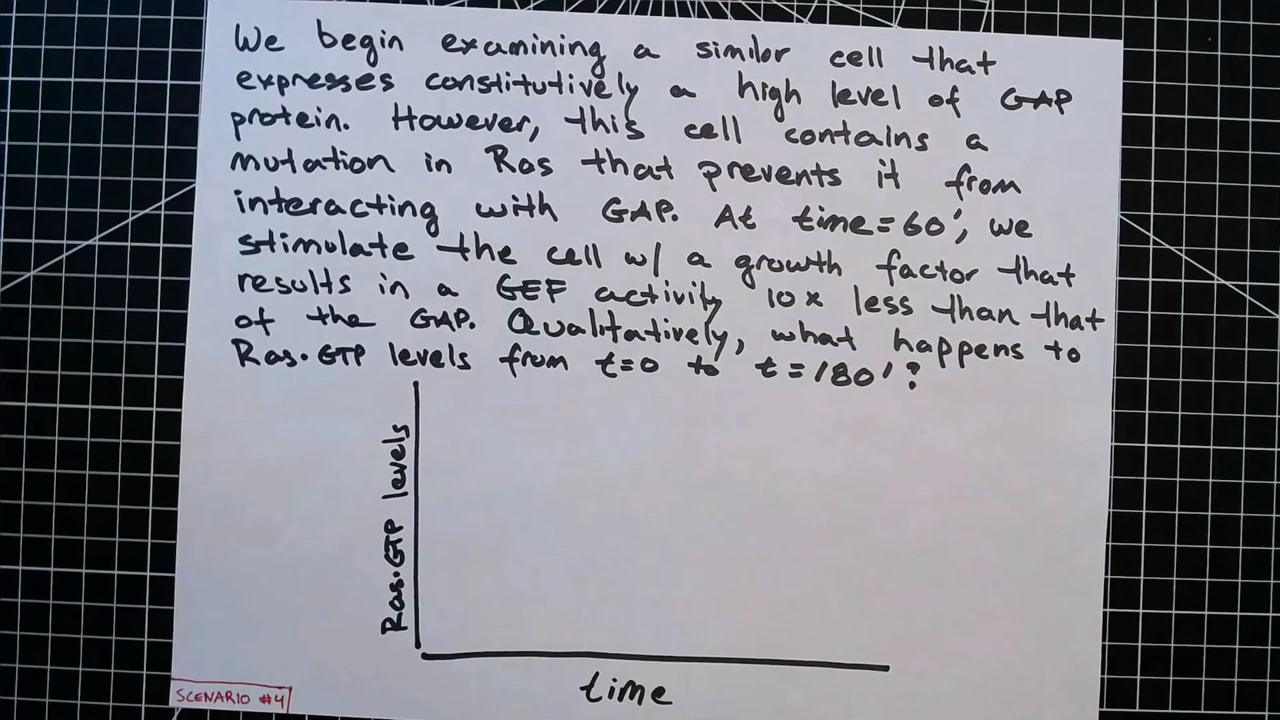 We begin examining a similar cell that
expresses constitutively a high level of GAP
protein. However, this cell contains a
mutation in Ras that prevents it from
interacting with GAP. At time=60', we
stimulate the cell w/ a growth factor that
results in a GEF activity 10x less than that
of the GAP. Qualitatively, what happens to
Ras·GTP levels from t=0 to t=180'?
Ras·GTP levels
time
SCENARIO #4